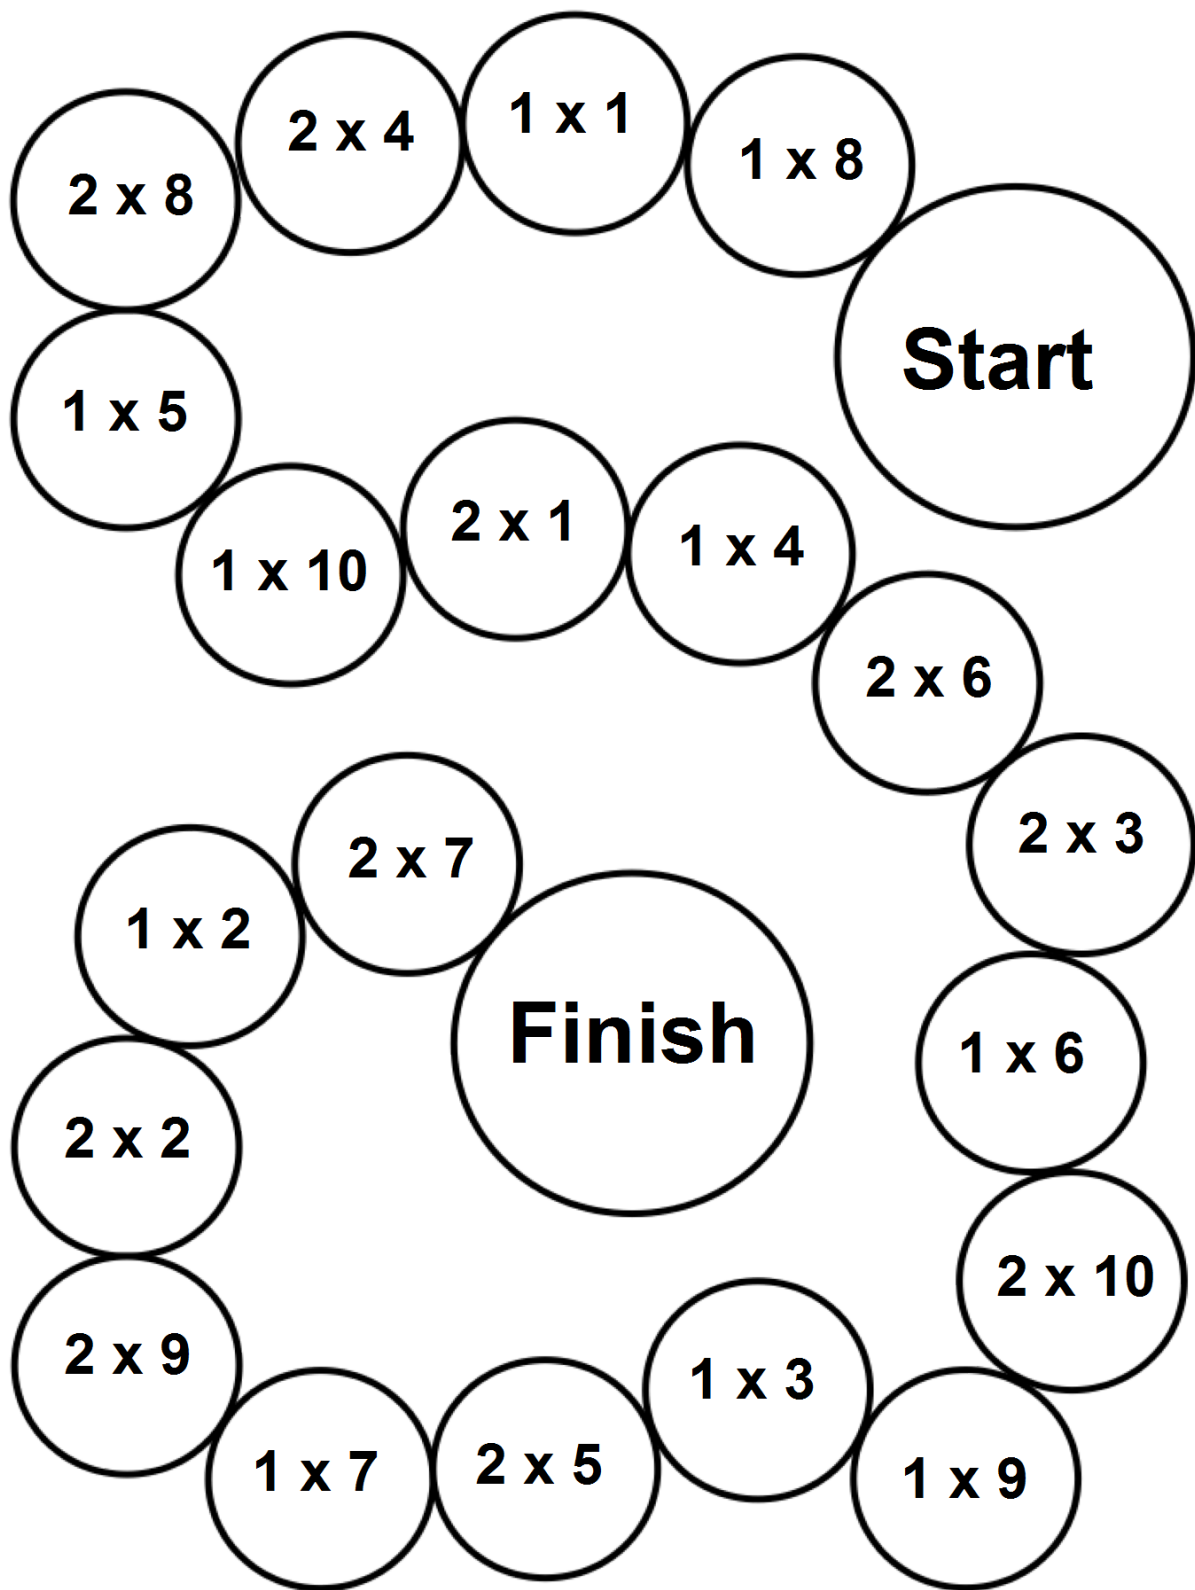 Start
1 x 8
1 x 1
2 x 4
2 x 8
1 x 5
1 x 10
2 x 1
1 x 4
2 x 6
2 x 3
1 x 6
2 x 10
1 x 9
1 x 3
2 x 5
1 x 7
2 x 9
2 x 2
1 x 2
2 x 7
Finish